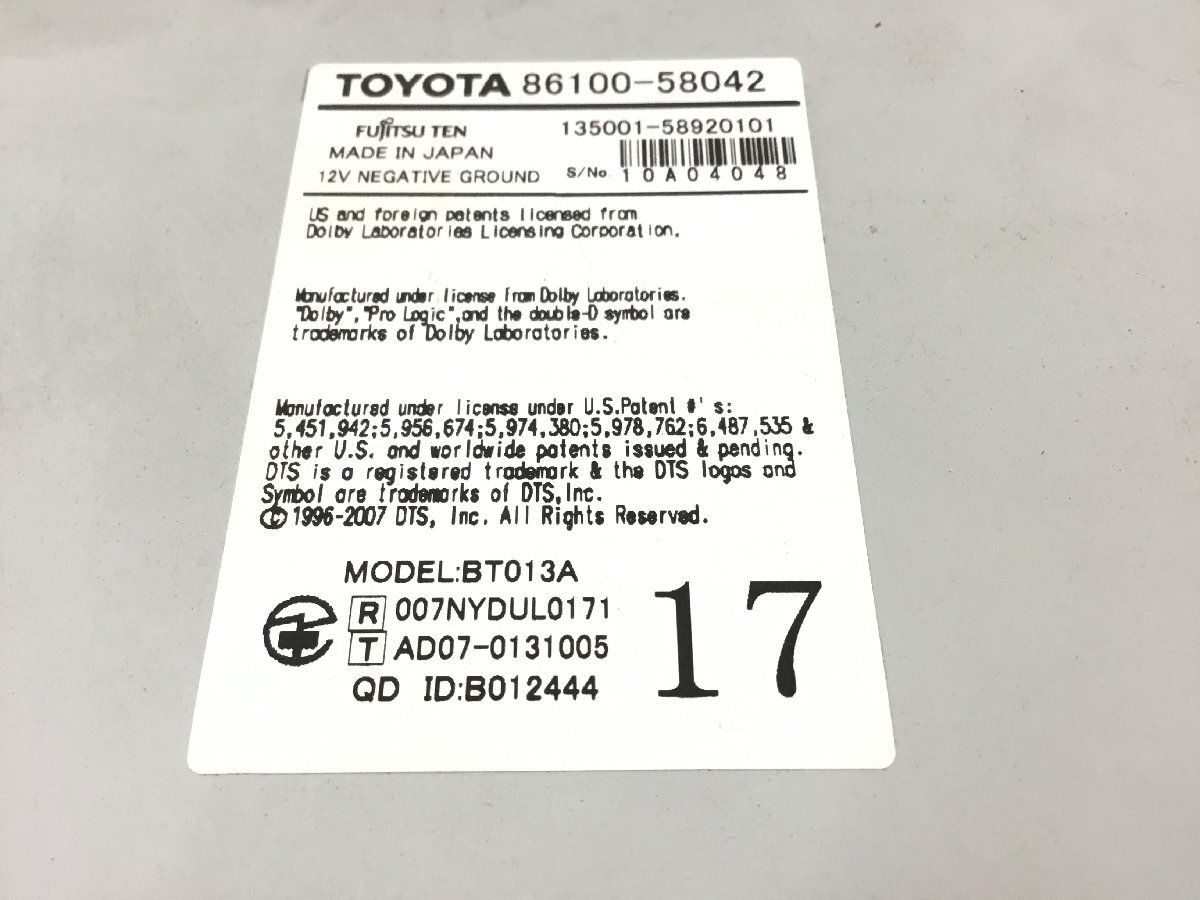 TOYOTA 86100-58042
FUJITSU TEN 135001-58920101
MADE IN JAPAN
12V NEGATIVE GROUND S/No. 10A04048
US and foreign patents licensed from
Dolby Laboratories Licensing Corporation.
Manufactured under license from Dolby Laboratories.
"Dolby","Pro Logic",and the double-D symbol are
trademarks of Dolby Laboratories.
Manufactured under license under U.S.Patent #' s:
5,451,942;5,956,674;5,974,380;5,978,762;6,487,535 &
other U.S. and worldwide patents issued & pending.
DTS is a registered trademark & the DTS logos and
Symbol are trademarks of DTS,Inc.
© 1996-2007 DTS, Inc. All Rights Reserved.
MODEL:BT013A
R 007NYDUL0171
T AD07-0131005
QD ID:B012444
17